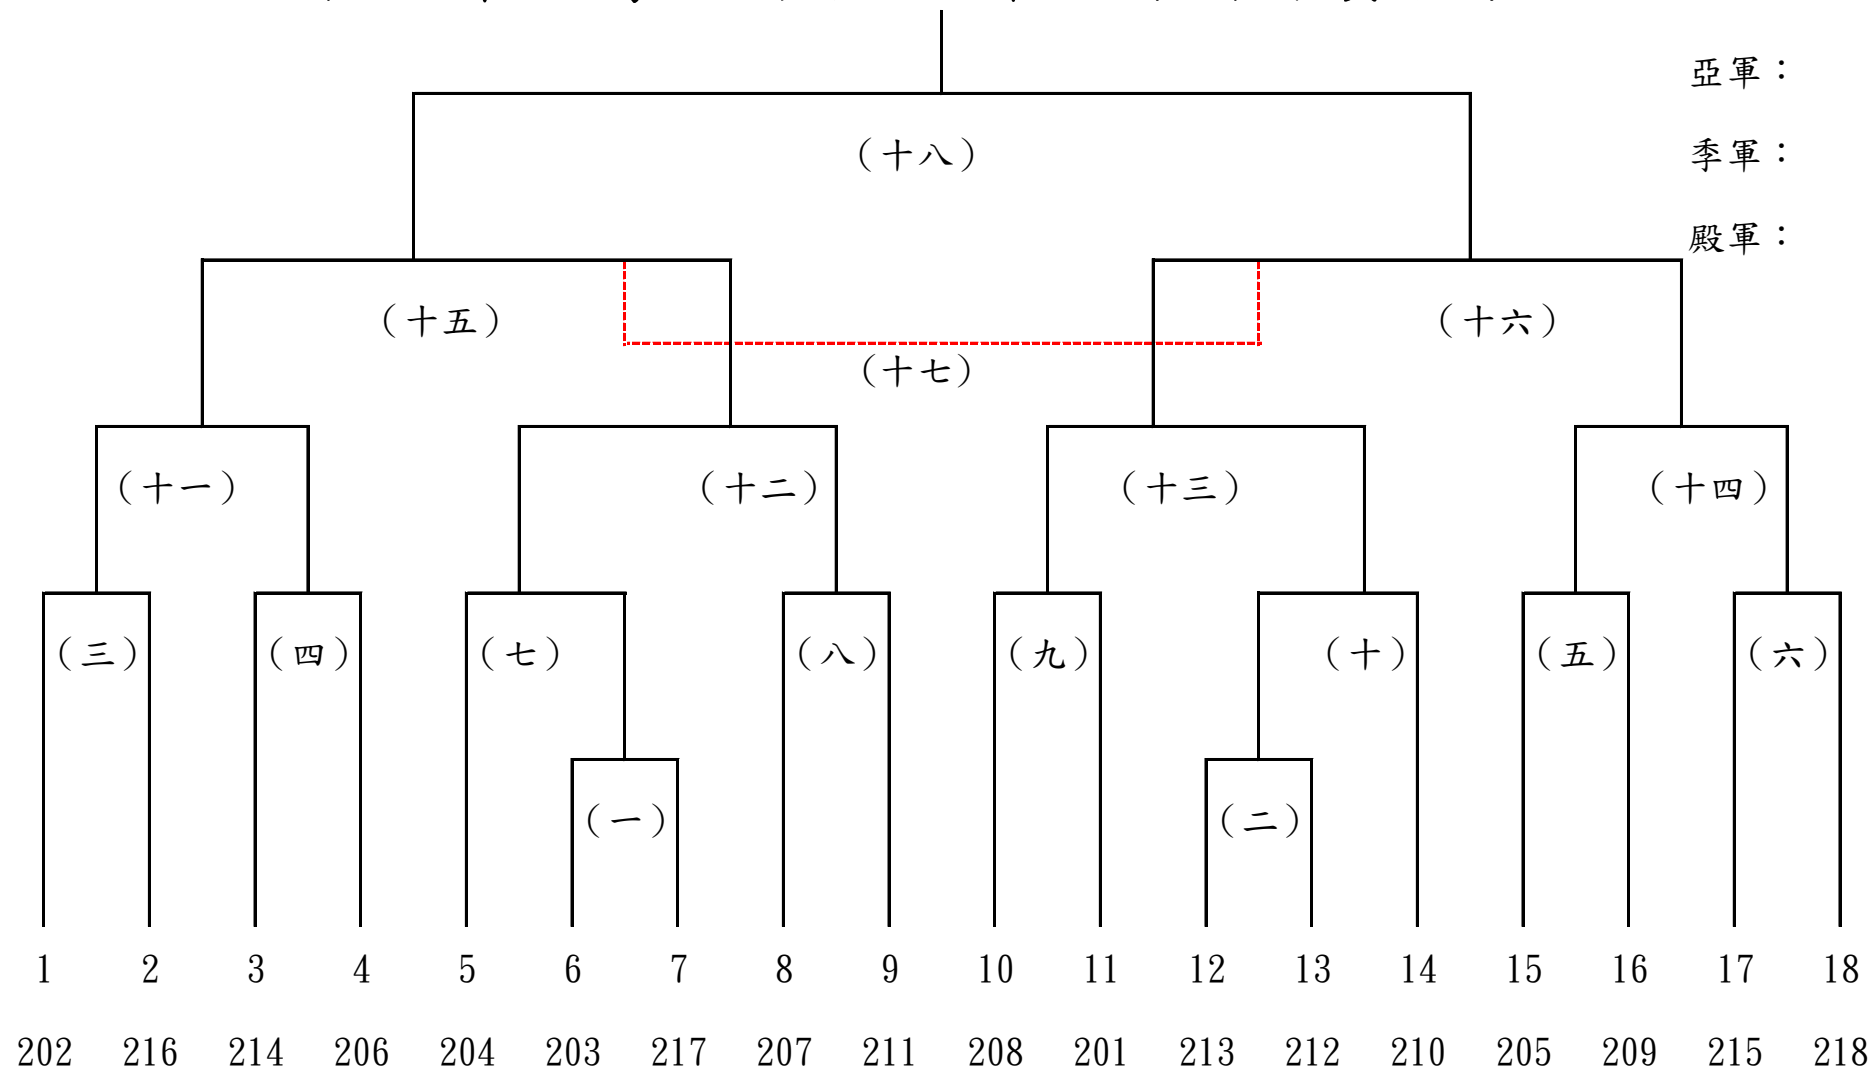 亞軍：
（十八）
季軍：
殿軍：
（十五）
（十六）
（十七）
（十一）
（十二）
（十三）
（十四）
（三）
（四）
（七）
（八）
（九）
（十）
（五）
（六）
（一）
（二）
1 2 3 4 5 6 7 8 9 10 11 12 13 14 15 16 17 18
202 216 214 206 204 203 217 207 211 208 201 213 212 210 205 209 215 218